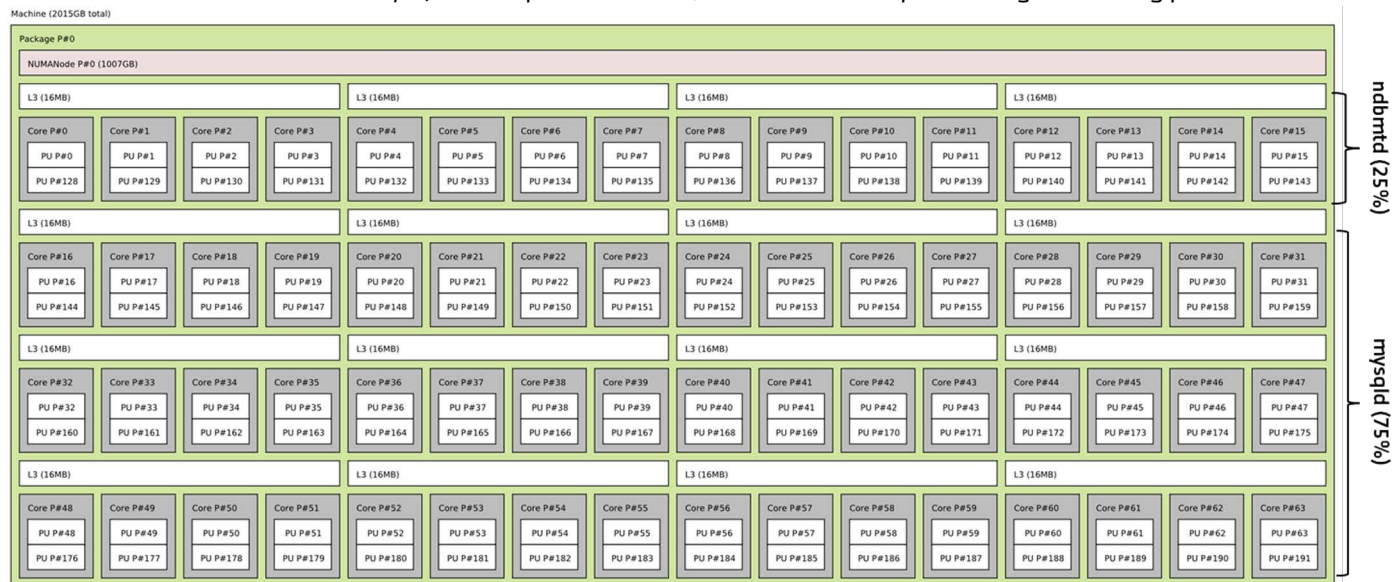 Machine (2015GB total)
Package P#0
NUMANode P#0 (1007GB)
L3 (16MB) L3 (16MB) L3 (16MB) L3 (16MB)
Core P#0 Core P#1 Core P#2 Core P#3 Core P#4 Core P#5 Core P#6 Core P#7 Core P#8 Core P#9 Core P#10 Core P#11 Core P#12 Core P#13 Core P#14 Core P#15
PU P#0 PU P#1 PU P#2 PU P#3 PU P#4 PU P#5 PU P#6 PU P#7 PU P#8 PU P#9 PU P#10 PU P#11 PU P#12 PU P#13 PU P#14 PU P#15
PU P#128 PU P#129 PU P#130 PU P#131 PU P#132 PU P#133 PU P#134 PU P#135 PU P#136 PU P#137 PU P#138 PU P#139 PU P#140 PU P#141 PU P#142 PU P#143
ndbmtd (25%)
L3 (16MB) L3 (16MB) L3 (16MB) L3 (16MB)
Core P#16 Core P#17 Core P#18 Core P#19 Core P#20 Core P#21 Core P#22 Core P#23 Core P#24 Core P#25 Core P#26 Core P#27 Core P#28 Core P#29 Core P#30 Core P#31
PU P#16 PU P#17 PU P#18 PU P#19 PU P#20 PU P#21 PU P#22 PU P#23 PU P#24 PU P#25 PU P#26 PU P#27 PU P#28 PU P#29 PU P#30 PU P#31
PU P#144 PU P#145 PU P#146 PU P#147 PU P#148 PU P#149 PU P#150 PU P#151 PU P#152 PU P#153 PU P#154 PU P#155 PU P#156 PU P#157 PU P#158 PU P#159
L3 (16MB) L3 (16MB) L3 (16MB) L3 (16MB)
Core P#32 Core P#33 Core P#34 Core P#35 Core P#36 Core P#37 Core P#38 Core P#39 Core P#40 Core P#41 Core P#42 Core P#43 Core P#44 Core P#45 Core P#46 Core P#47
PU P#32 PU P#33 PU P#34 PU P#35 PU P#36 PU P#37 PU P#38 PU P#39 PU P#40 PU P#41 PU P#42 PU P#43 PU P#44 PU P#45 PU P#46 PU P#47
PU P#160 PU P#161 PU P#162 PU P#163 PU P#164 PU P#165 PU P#166 PU P#167 PU P#168 PU P#169 PU P#170 PU P#171 PU P#172 PU P#173 PU P#174 PU P#175
L3 (16MB) L3 (16MB) L3 (16MB) L3 (16MB)
Core P#48 Core P#49 Core P#50 Core P#51 Core P#52 Core P#53 Core P#54 Core P#55 Core P#56 Core P#57 Core P#58 Core P#59 Core P#60 Core P#61 Core P#62 Core P#63
PU P#48 PU P#49 PU P#50 PU P#51 PU P#52 PU P#53 PU P#54 PU P#55 PU P#56 PU P#57 PU P#58 PU P#59 PU P#60 PU P#61 PU P#62 PU P#63
PU P#176 PU P#177 PU P#178 PU P#179 PU P#180 PU P#181 PU P#182 PU P#183 PU P#184 PU P#185 PU P#186 PU P#187 PU P#188 PU P#189 PU P#190 PU P#191
mysqld (75%)